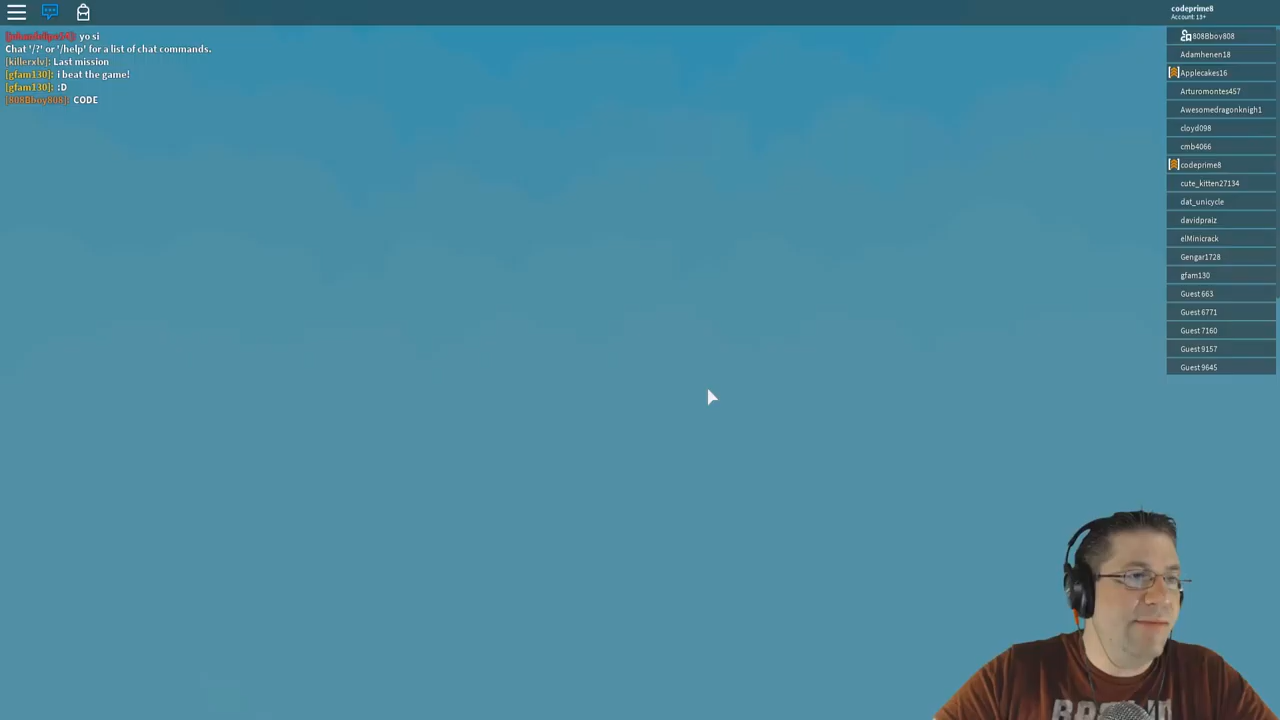 codeprime8
Account: 13+
yo si
Chat '/?' or '/help' for a list of chat commands.
[killerxlv]: Last mission
[gfam130]: i beat the game!
[gfam130]: :D
[808Bboy808]: CODE
808Bboy808
Adamhenen18
Applecakes16
Arturomontes457
Awesomedragonknigh1
cloyd098
cmb4066
codeprime8
cute_kitten27134
dat_unicycle
davidpralz
elMinicrack
Gengar1728
gfam130
Guest 663
Guest 6771
Guest 7160
Guest 9157
Guest 9645